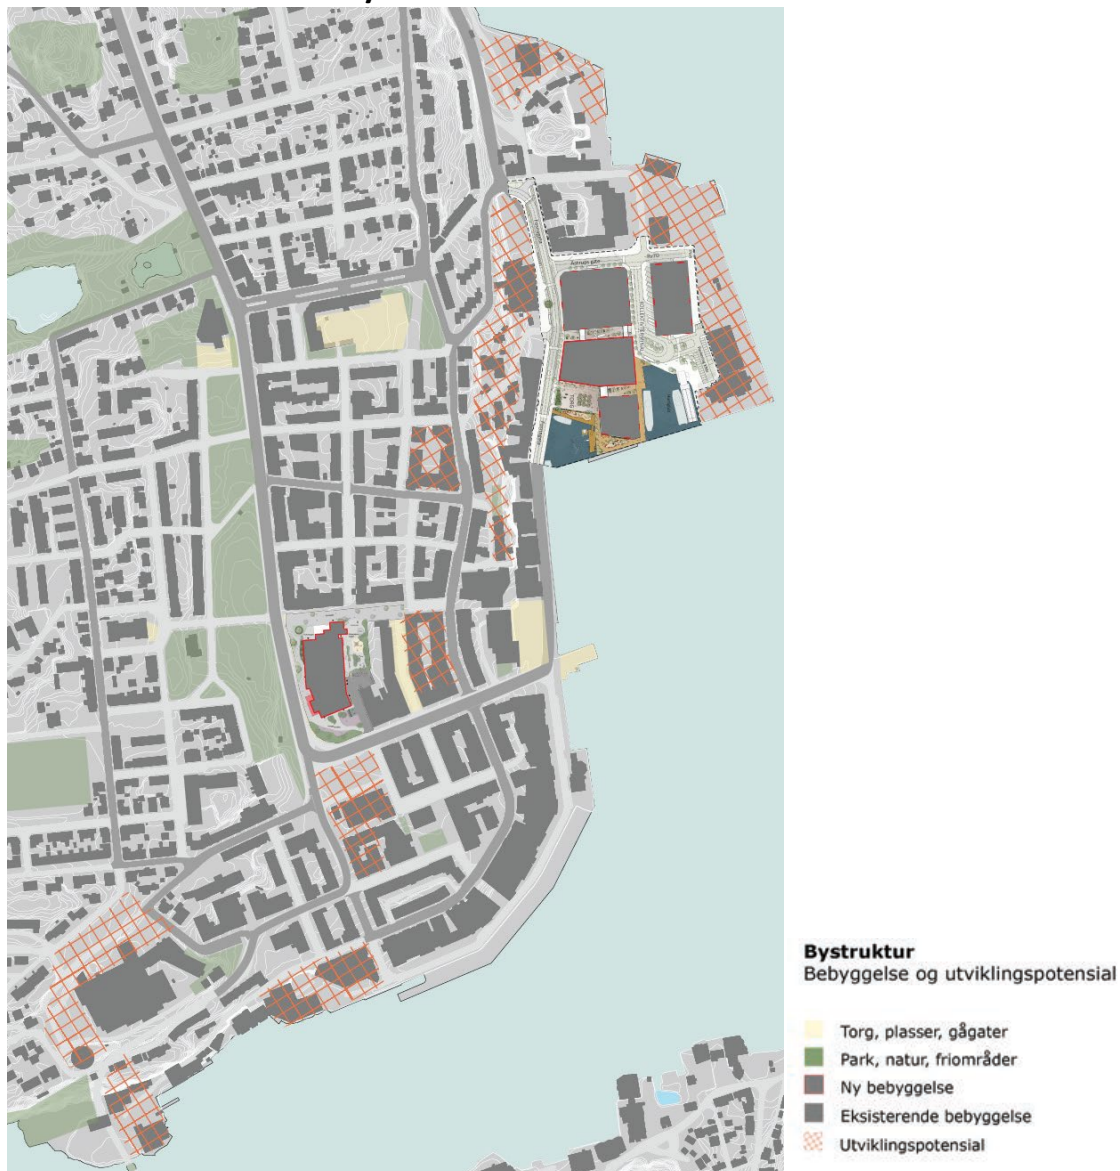 Bystruktur
Bebyggelse og utviklingspotensial
Torg, plasser, gågater
Park, natur, friområder
Ny bebyggelse
Eksisterende bebyggelse
Utviklingspotensial